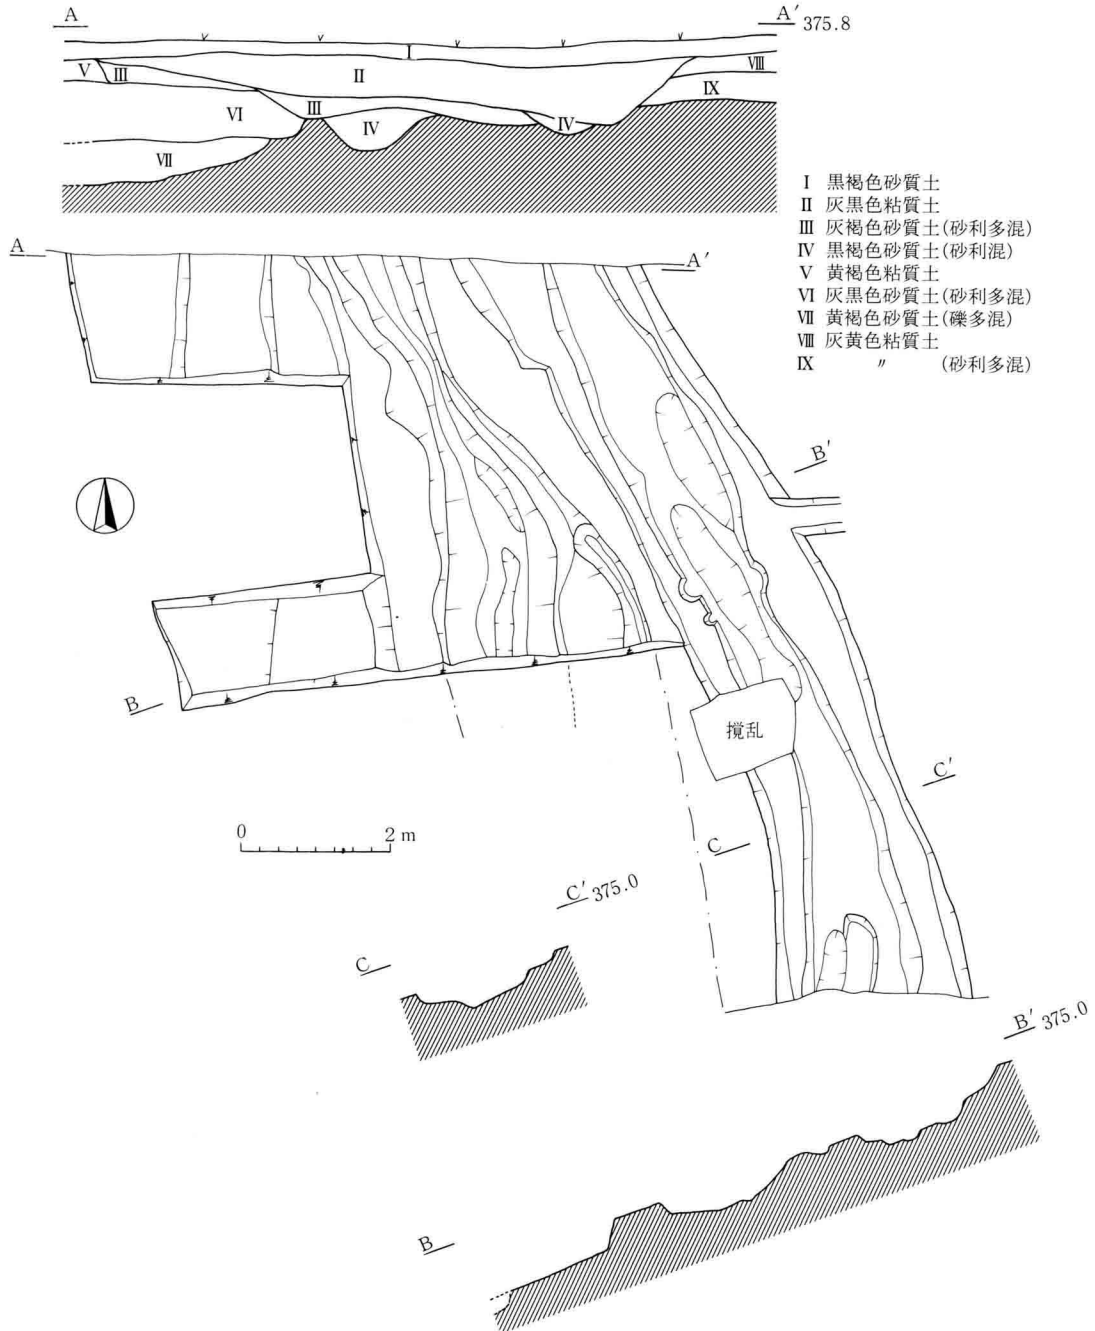 A A′ 375.8
Ⅰ
Ⅴ Ⅲ Ⅱ Ⅷ
Ⅸ
Ⅵ Ⅲ Ⅳ Ⅳ
Ⅶ
Ⅰ 黒褐色砂質土
Ⅱ 灰黒色粘質土
Ⅲ 灰褐色砂質土(砂利多混)
Ⅳ 黒褐色砂質土(砂利混)
Ⅴ 黄褐色粘質土
Ⅵ 灰黒色砂質土(砂利多混)
Ⅶ 黄褐色砂質土(礫多混)
Ⅷ 灰黄色粘質土
Ⅸ 〃 (砂利多混)
A A′
B′
B
撹乱
C′
0 2 m
C
C′ 375.0
C
B′ 375.0
B